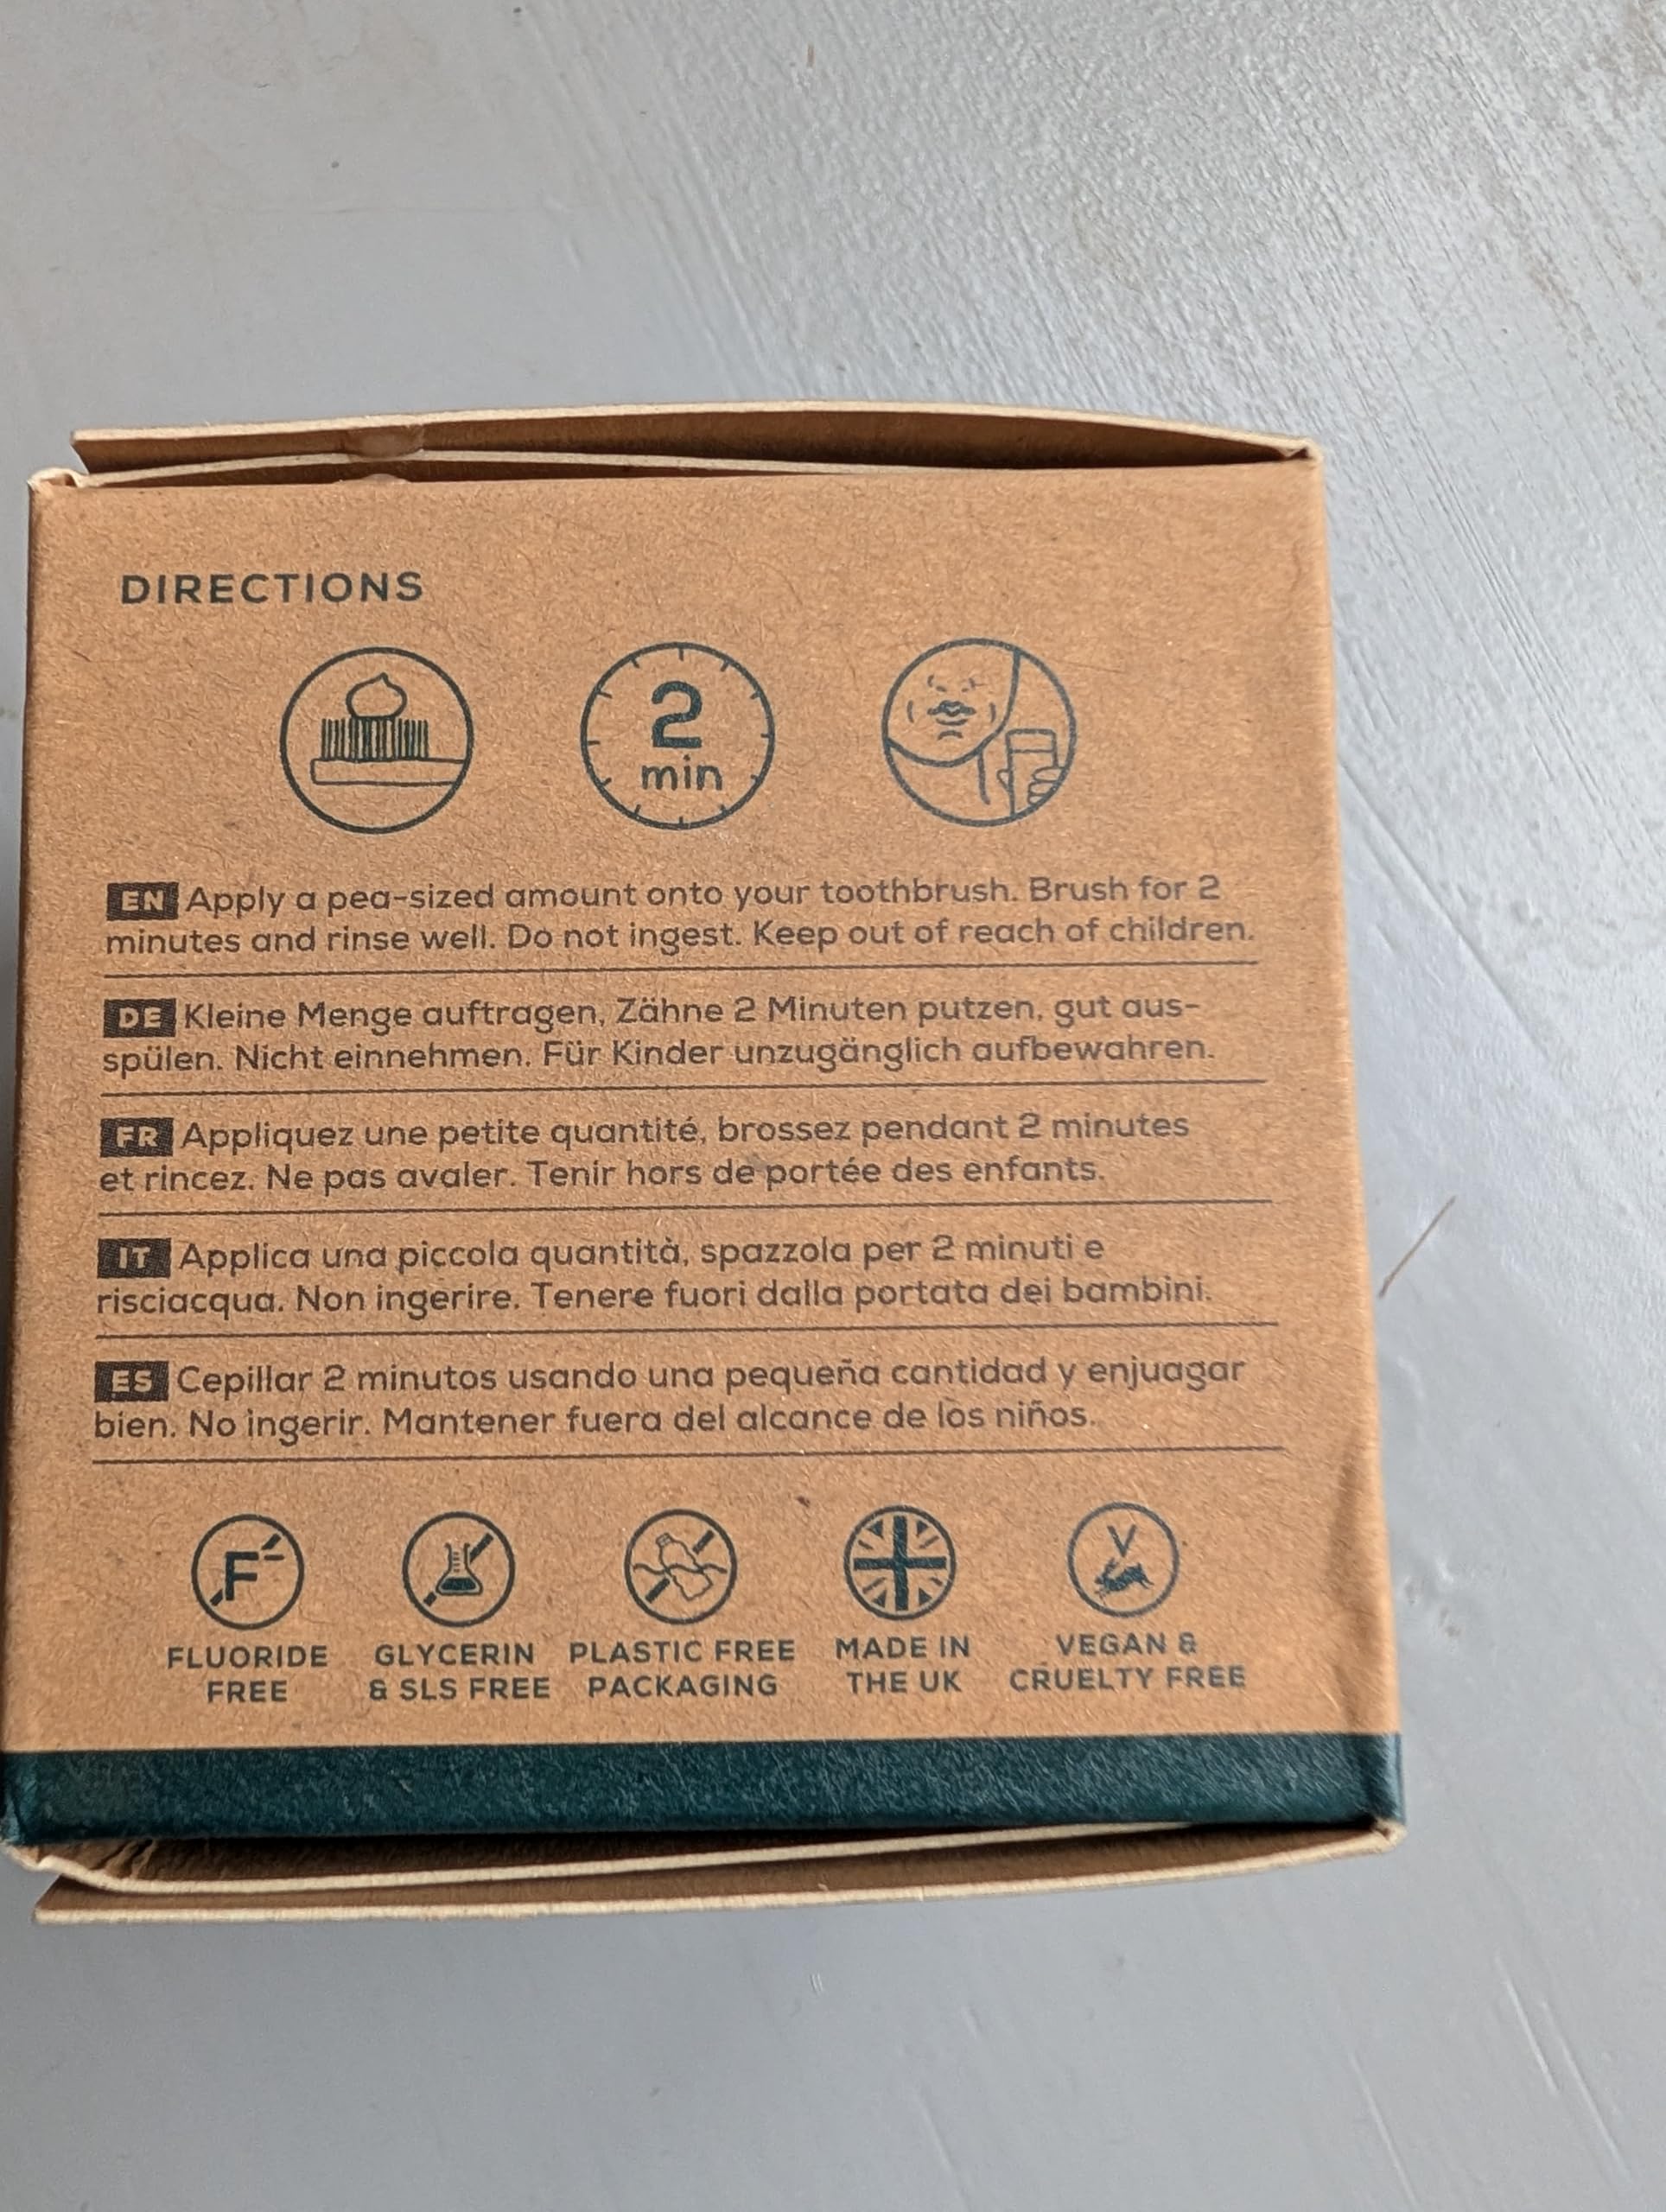 DIRECTIONS
2
min
EN Apply a pea-sized amount onto your toothbrush. Brush for 2
minutes and rinse well. Do not ingest. Keep out of reach of children.
DE Kleine Menge auftragen, Zähne 2 Minuten putzen, gut aus-
spülen. Nicht einnehmen. Für Kinder unzugänglich aufbewahren.
FR Appliquez une petite quantité, brossez pendant 2 minutes
et rincez. Ne pas avaler. Tenir hors de portée des enfants.
IT Applica una piccola quantità, spazzola per 2 minuti e
risciacqua. Non ingerire. Tenere fuori dalla portata dei bambini.
ES Cepillar 2 minutos usando una pequeña cantidad y enjuagar
bien. No ingerir. Mantener fuera del alcance de los niños.
F
V
FLUORIDE
FREE
GLYCERIN
& SLS FREE
PLASTIC FREE
PACKAGING
MADE IN
THE UK
VEGAN &
CRUELTY FREE